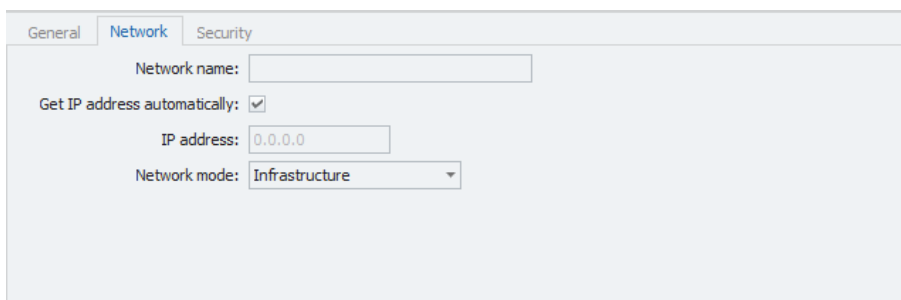 General Network Security
Network name:
Get IP address automatically:
IP address: 0.0.0.0
Network mode: Infrastructure